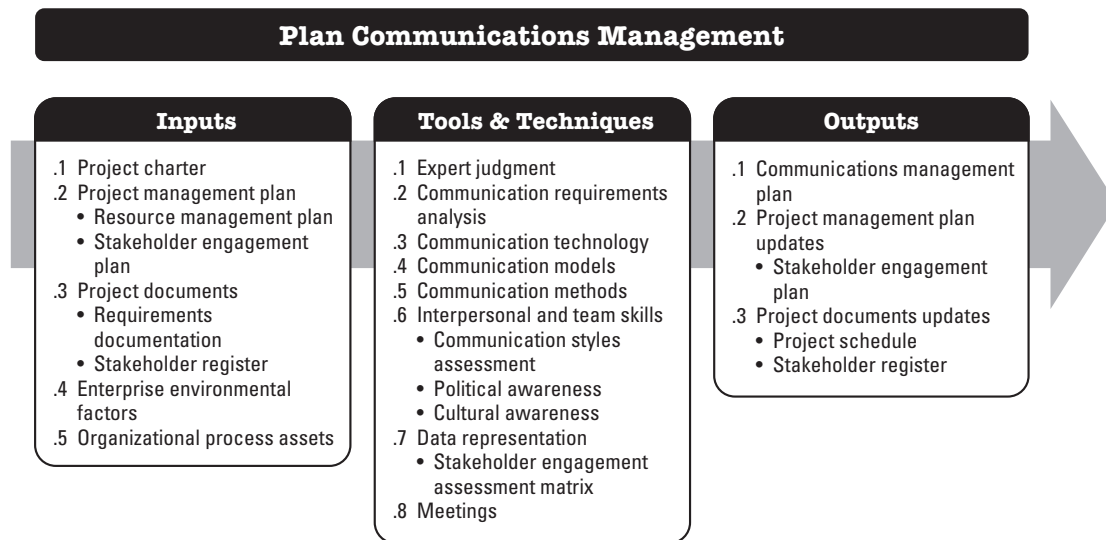 Plan Communications Management
Inputs
.1 Project charter
.2 Project management plan
• Resource management plan
• Stakeholder engagement
plan
.3 Project documents
• Requirements
documentation
• Stakeholder register
.4 Enterprise environmental
factors
.5 Organizational process assets
Tools & Techniques
.1 Expert judgment
.2 Communication requirements
analysis
.3 Communication technology
.4 Communication models
.5 Communication methods
.6 Interpersonal and team skills
• Communication styles
assessment
• Political awareness
• Cultural awareness
.7 Data representation
• Stakeholder engagement
assessment matrix
.8 Meetings
Outputs
.1 Communications management
plan
.2 Project management plan
updates
• Stakeholder engagement
plan
.3 Project documents updates
• Project schedule
• Stakeholder register